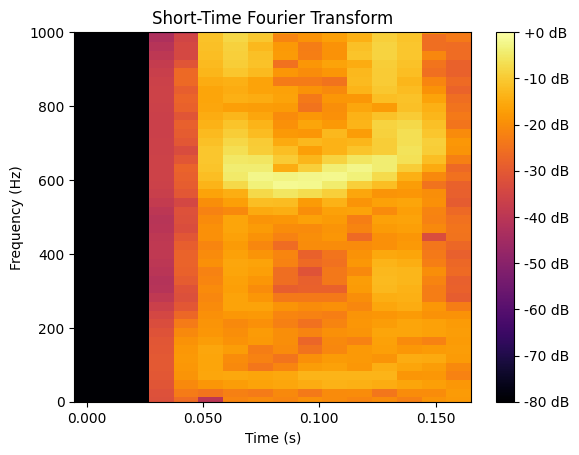 Short-Time Fourier Transform
1000
800
600
400
200
0
Frequency (Hz)
0.000
0.050
0.100
0.150
Time (s)
+0 dB
-10 dB
-20 dB
-30 dB
-40 dB
-50 dB
-60 dB
-70 dB
-80 dB